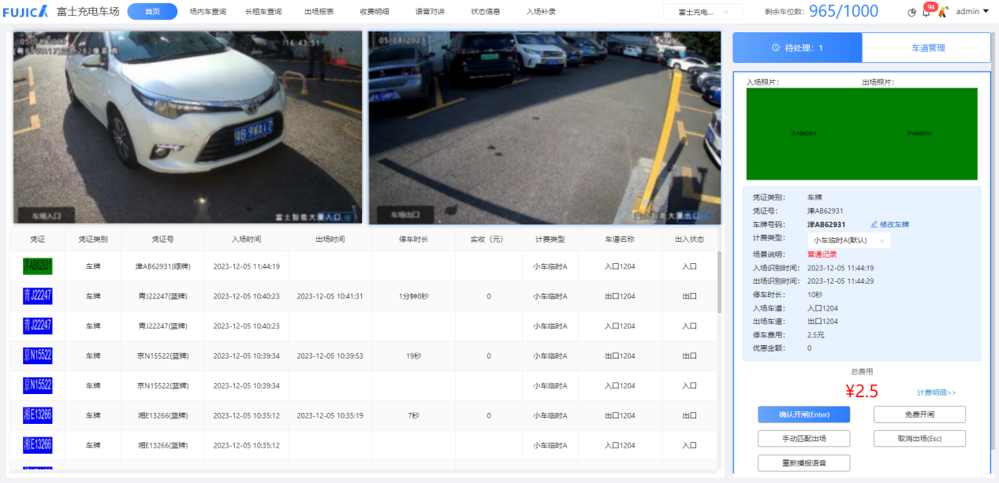 FUJICA 富士充电车场 首页 场内车查询 长租车查询 出场报表 收费明细 语音对讲 状态信息 入场补录 富士充电... 剩余车位数: 965/1000 94 admin
05/04/2023
16:43:51
粤B9WA17
车场入口
富士智能大厦入口
05/04/2023
车场出口
富士智能大厦出口
凭证 凭证类别 凭证号 入场时间 出场时间 停车时长 实收（元） 计费类型 车道名称 出入状态
津AB62931 车牌 津AB62931(绿牌) 2023-12-05 11:44:19 小车临时A 入口1204 入口
青J22247 车牌 青J22247(蓝牌) 2023-12-05 10:40:23 2023-12-05 10:41:31 1分钟8秒 0 小车临时A 出口1204 出口
青J22247 车牌 青J22247(蓝牌) 2023-12-05 10:40:23 小车临时A 入口1204 入口
京N15522 车牌 京N15522(蓝牌) 2023-12-05 10:39:34 2023-12-05 10:39:53 19秒 0 小车临时A 出口1204 出口
京N15522 车牌 京N15522(蓝牌) 2023-12-05 10:39:34 小车临时A 入口1204 入口
湘E13266 车牌 湘E13266(蓝牌) 2023-12-05 10:35:12 2023-12-05 10:35:19 7秒 0 小车临时A 出口1204 出口
湘E13266 车牌 湘E13266(蓝牌) 2023-12-05 10:35:12 小车临时A 入口1204 入口
待处理：1 车道管理
入场照片： 出场照片：
津AB62931 津AB62931
凭证类别： 车牌
凭证号： 津AB62931
车牌号码： 津AB62931 修改车牌
计费类型： 小车临时A(默认)
场景说明： 普通记录
入场识别时间： 2023-12-05 11:44:19
出场识别时间： 2023-12-05 11:44:29
停车时长： 10秒
入场车道： 入口1204
出场车道： 出口1204
停车费用： 2.5元
优惠金额： 0
总费用
¥2.5 计费明细>>
确认开闸(Enter) 免费开闸
手动匹配出场 取消出场(Esc)
重新播报语音